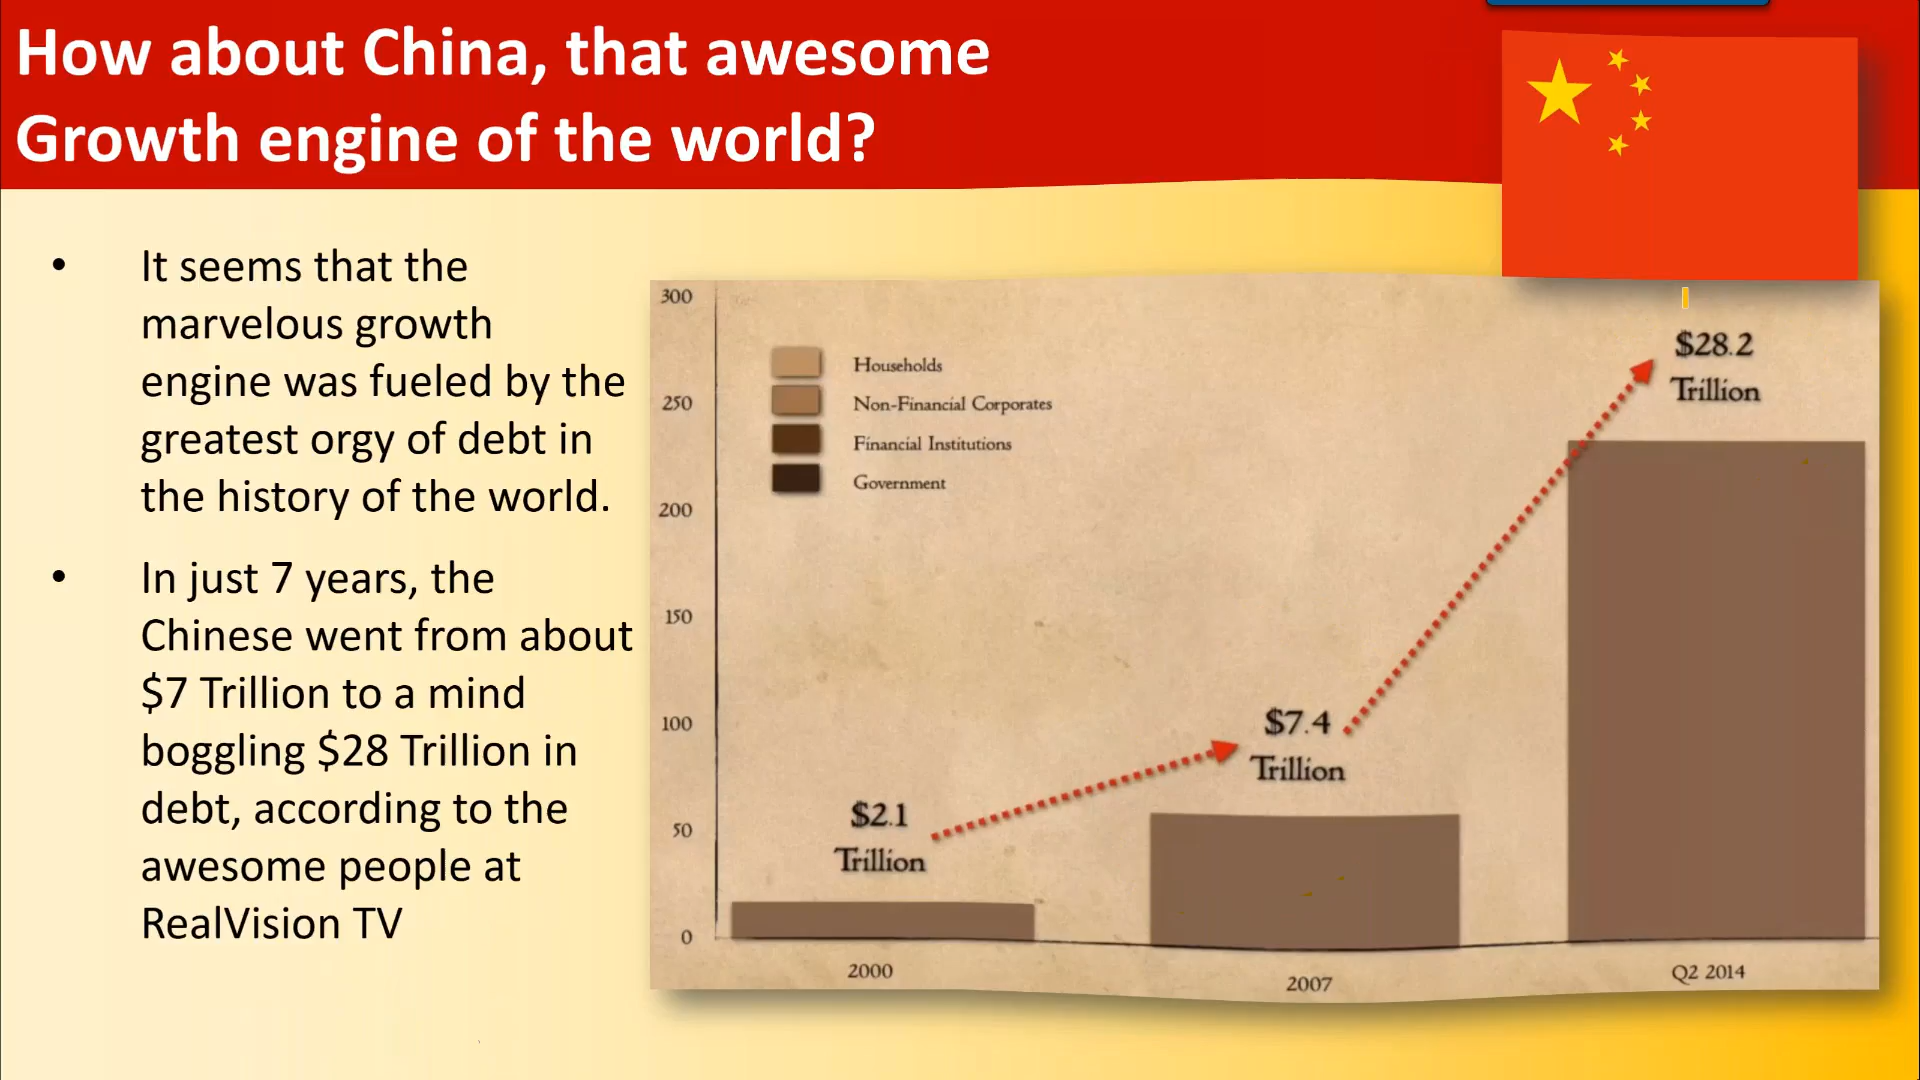 How about China, that awesome
Growth engine of the world?
• It seems that the
marvelous growth
engine was fueled by the
greatest orgy of debt in
the history of the world.
• In just 7 years, the
Chinese went from about
$7 Trillion to a mind
boggling $28 Trillion in
debt, according to the
awesome people at
RealVision TV
300
250
200
150
100
50
0
Households
Non-Financial Corporates
Financial Institutions
Government
$2.1
Trillion
$7.4
Trillion
$28.2
Trillion
2000
2007
Q2 2014